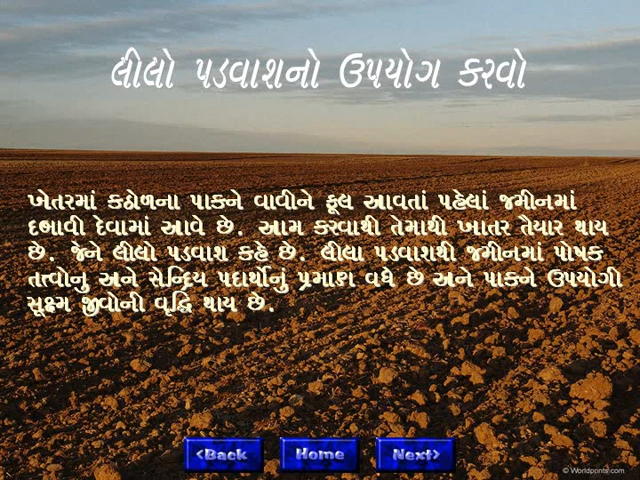 લીલો પડવાશનો ઉપયોગ કરવો
ખેતરમાં કઠોળના પાકને વાવીને ફૂલ આવતાં પહેલાં જમીનમાં
દબાવી દેવામાં આવે છે. આમ કરવાથી તેમાથી ખાતર તૈયાર થાય
છે. જેને લીલો પડવાશ કહે છે. લીલા પડવાશથી જમીનમાં પોષક
તત્વોનુ અને સેન્દ્રિય પદાર્થોનું પ્રમાણ વધે છે અને પાકને ઉપયોગી
સૂક્ષ્મ જીવોની વૃદ્ધિ થાય છે.
<Back Home Next>
© Worldprints.com